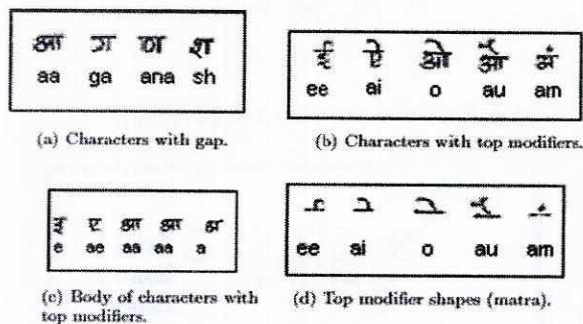 आ ग ण श
aa ga ana sh
(a) Characters with gap.
ई ऐ ओ औ अं
ee ai o au am
(b) Characters with top modifiers.
इ ए आ आ अ
e ae aa aa a
(c) Body of characters with
top modifiers.
ee ai o au am
(d) Top modifier shapes (matra).